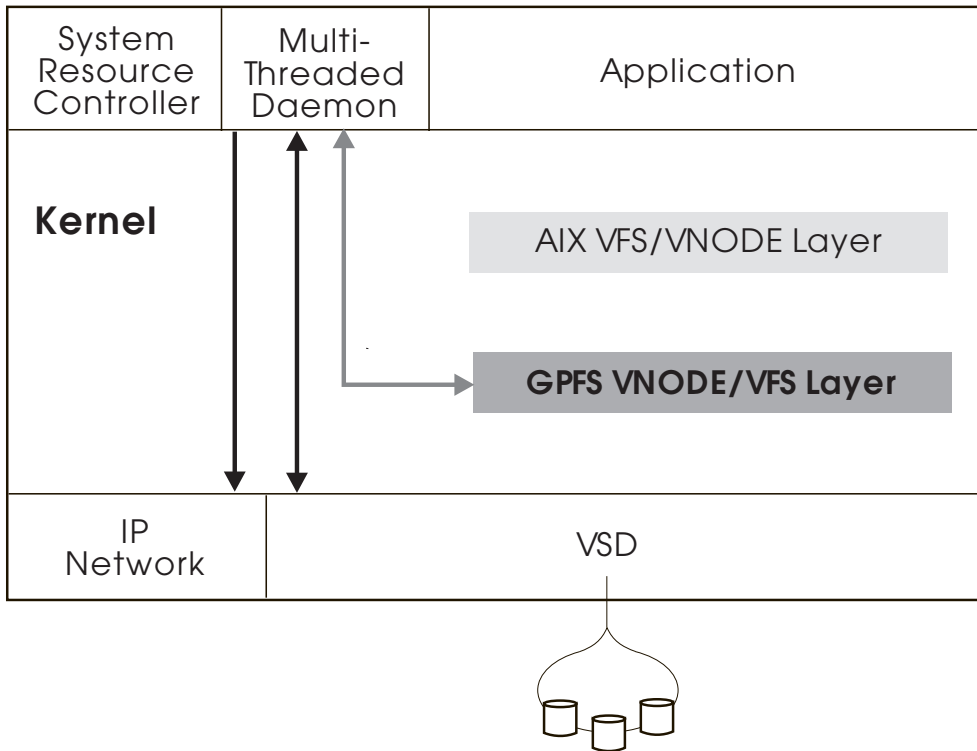 System
Resource
Controller
Multi-
Threaded
Daemon
Application
Kernel
AIX VFS/VNODE Layer
GPFS VNODE/VFS Layer
IP
Network
VSD